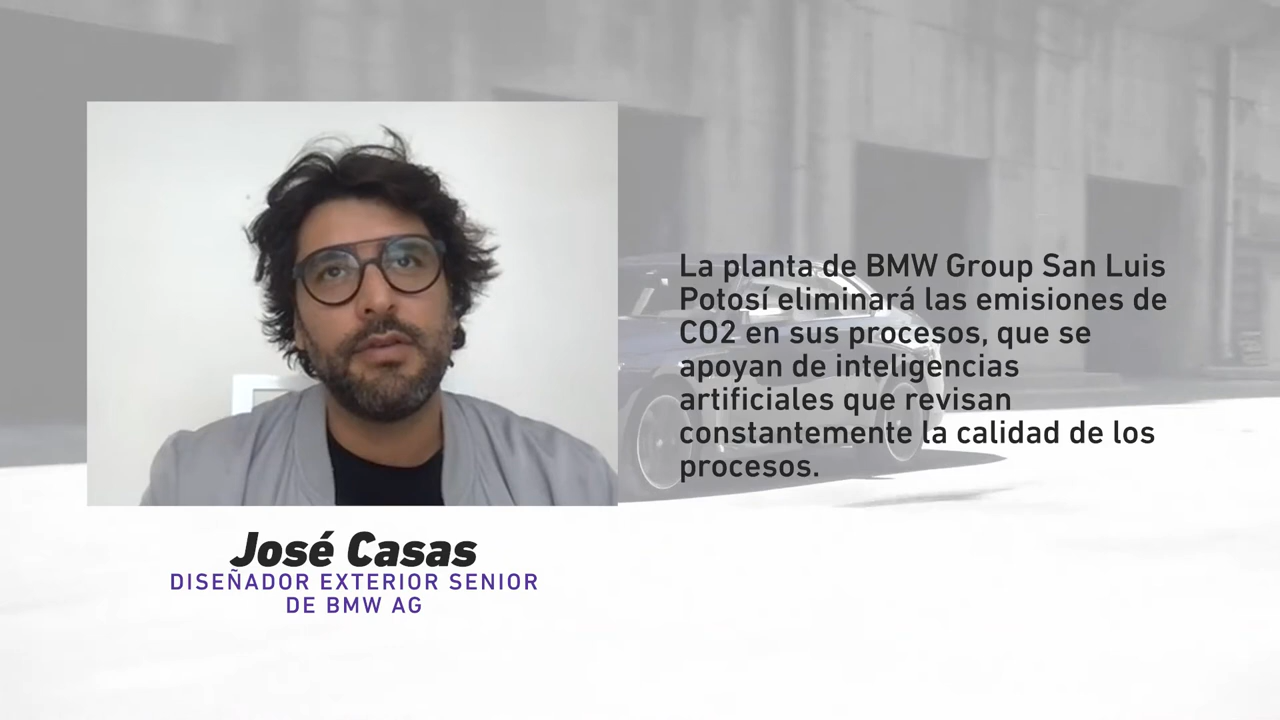 La planta de BMW Group San Luis
Potosí eliminará las emisiones de
CO2 en sus procesos, que se
apoyan de inteligencias
artificiales que revisan
constantemente la calidad de los
procesos.
José Casas
DISEÑADOR EXTERIOR SENIOR
DE BMW AG